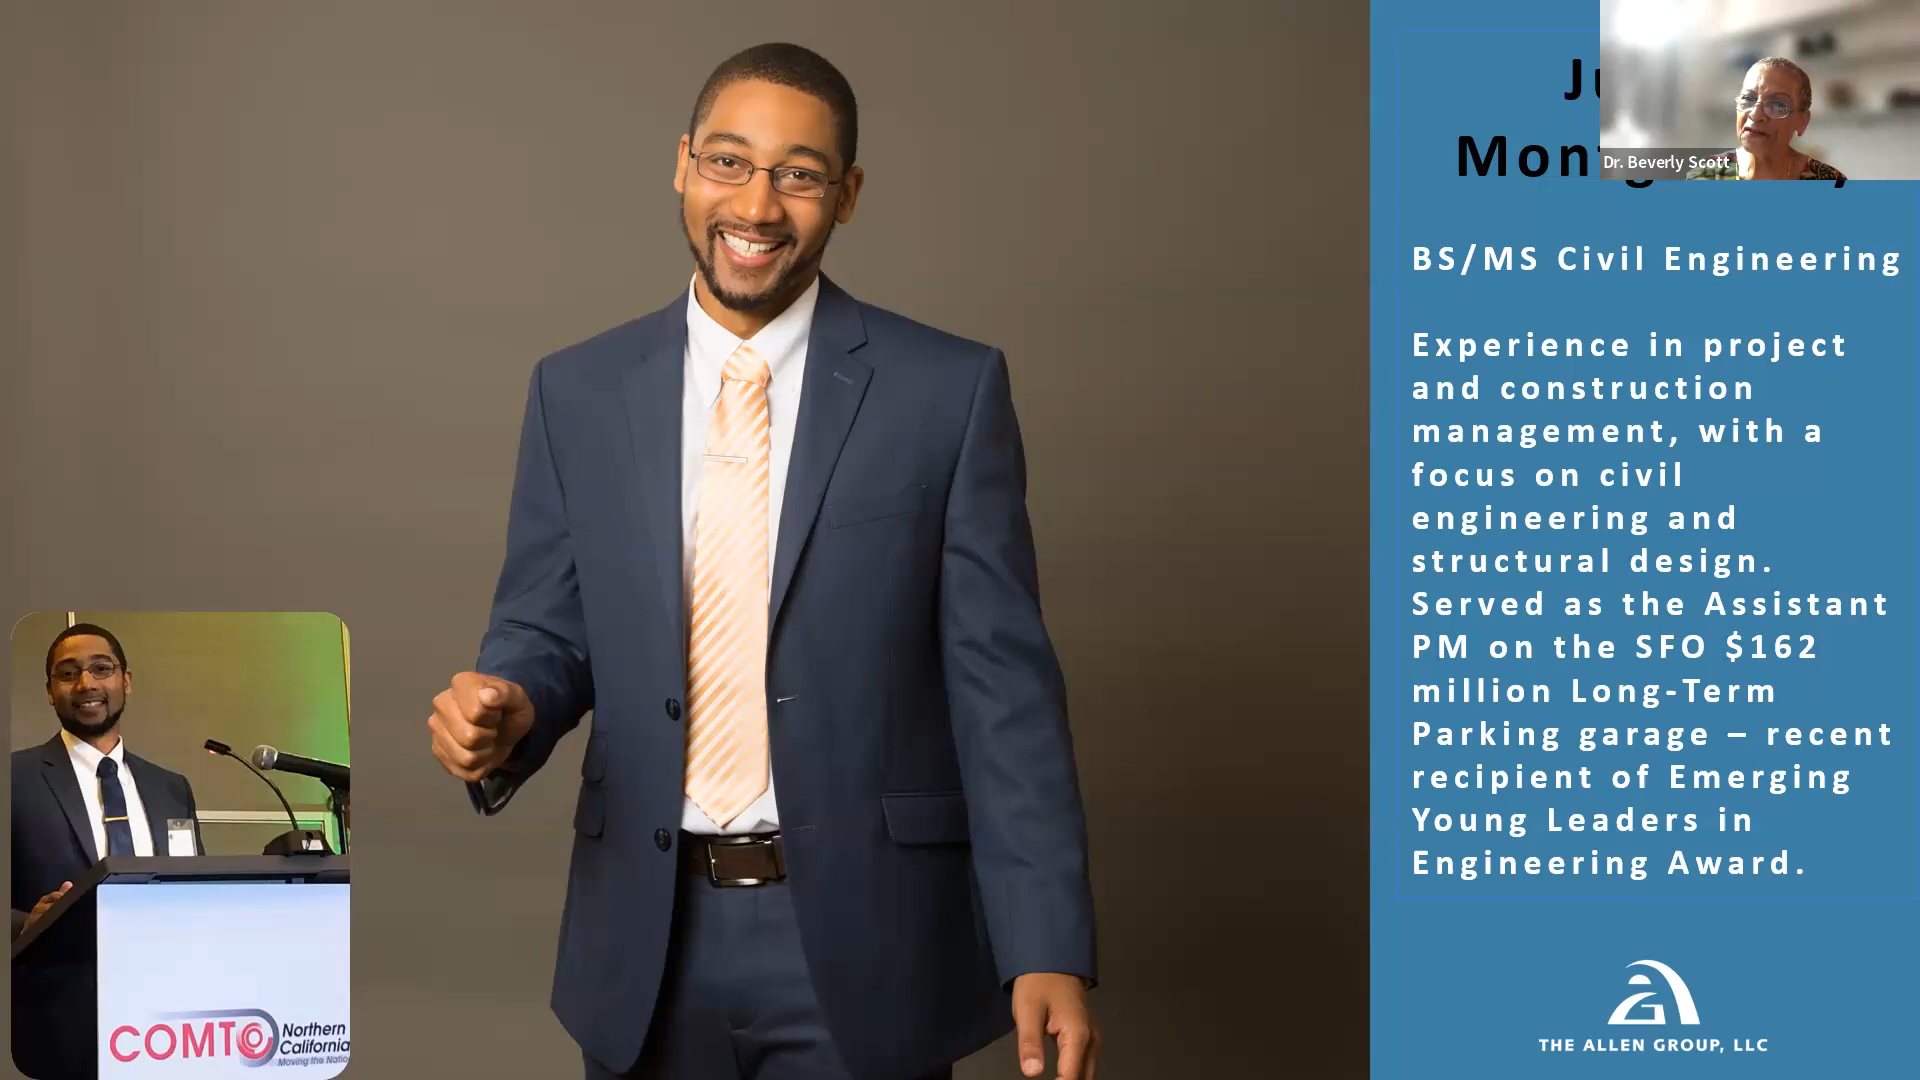 Dr. Beverly Scott
BS/MS Civil Engineering
Experience in project
and construction
management, with a
focus on civil
engineering and
structural design.
Served as the Assistant
PM on the SFO $162
million Long-Term
Parking garage – recent
recipient of Emerging
Young Leaders in
Engineering Award.
THE ALLEN GROUP, LLC
COMTO
Northern
California
Moving the